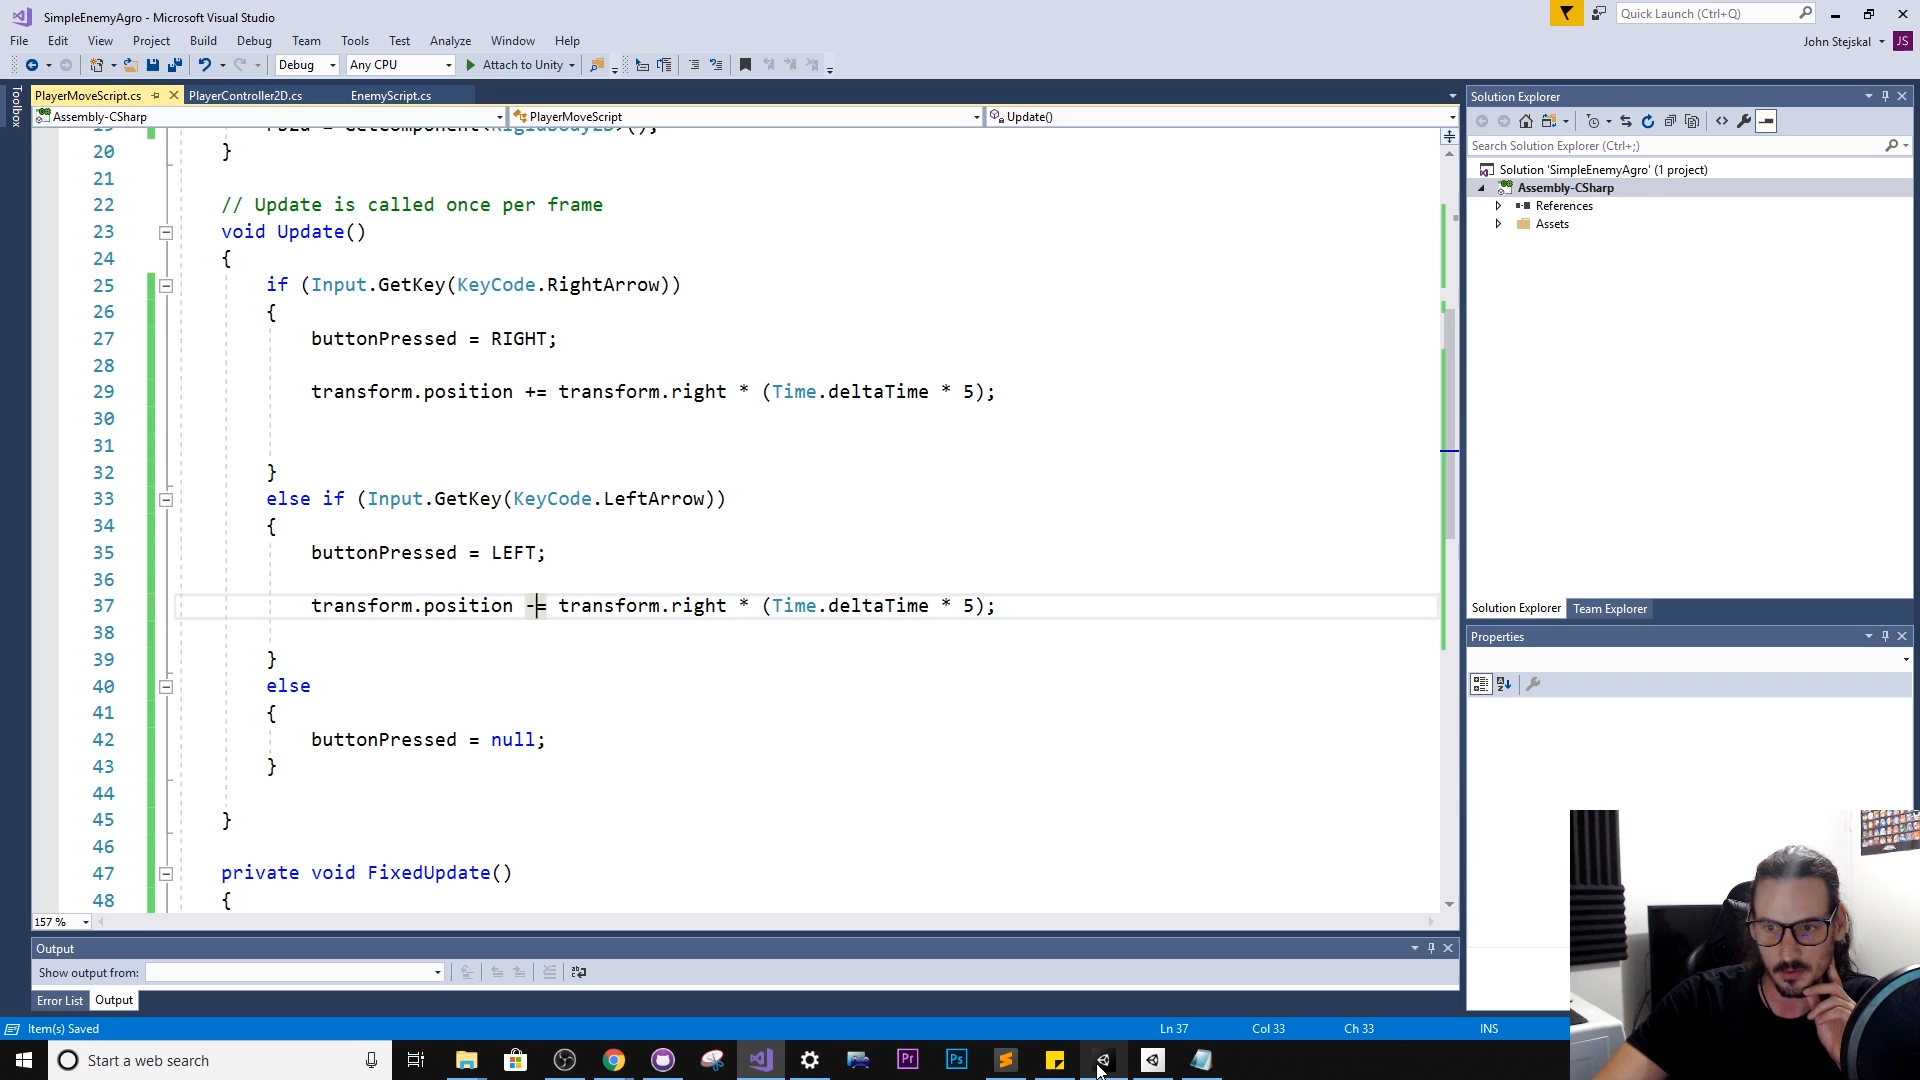 SimpleEnemyAgro - Microsoft Visual Studio
Quick Launch (Ctrl+Q)
File Edit View Project Build Debug Team Tools Test Analyze Window Help
John Stejskal JS
Debug Any CPU Attach to Unity
Toolbox
PlayerMoveScript.cs PlayerController2D.cs EnemyScript.cs
Assembly-CSharp PlayerMoveScript Update()
20 }
21
22 // Update is called once per frame
23 void Update()
24 {
25 if (Input.GetKey(KeyCode.RightArrow))
26 {
27 buttonPressed = RIGHT;
28
29 transform.position += transform.right * (Time.deltaTime * 5);
30
31
32 }
33 else if (Input.GetKey(KeyCode.LeftArrow))
34 {
35 buttonPressed = LEFT;
36
37 transform.position -= transform.right * (Time.deltaTime * 5);
38
39 }
40 else
41 {
42 buttonPressed = null;
43 }
44
45 }
46
47 private void FixedUpdate()
48 {
157 %
Output
Show output from:
Error List Output
Item(s) Saved Ln 37 Col 33 Ch 33 INS
Solution Explorer
Search Solution Explorer (Ctrl+;)
Solution 'SimpleEnemyAgro' (1 project)
Assembly-CSharp
References
Assets
Solution Explorer Team Explorer
Properties
Start a web search
Pr Ps